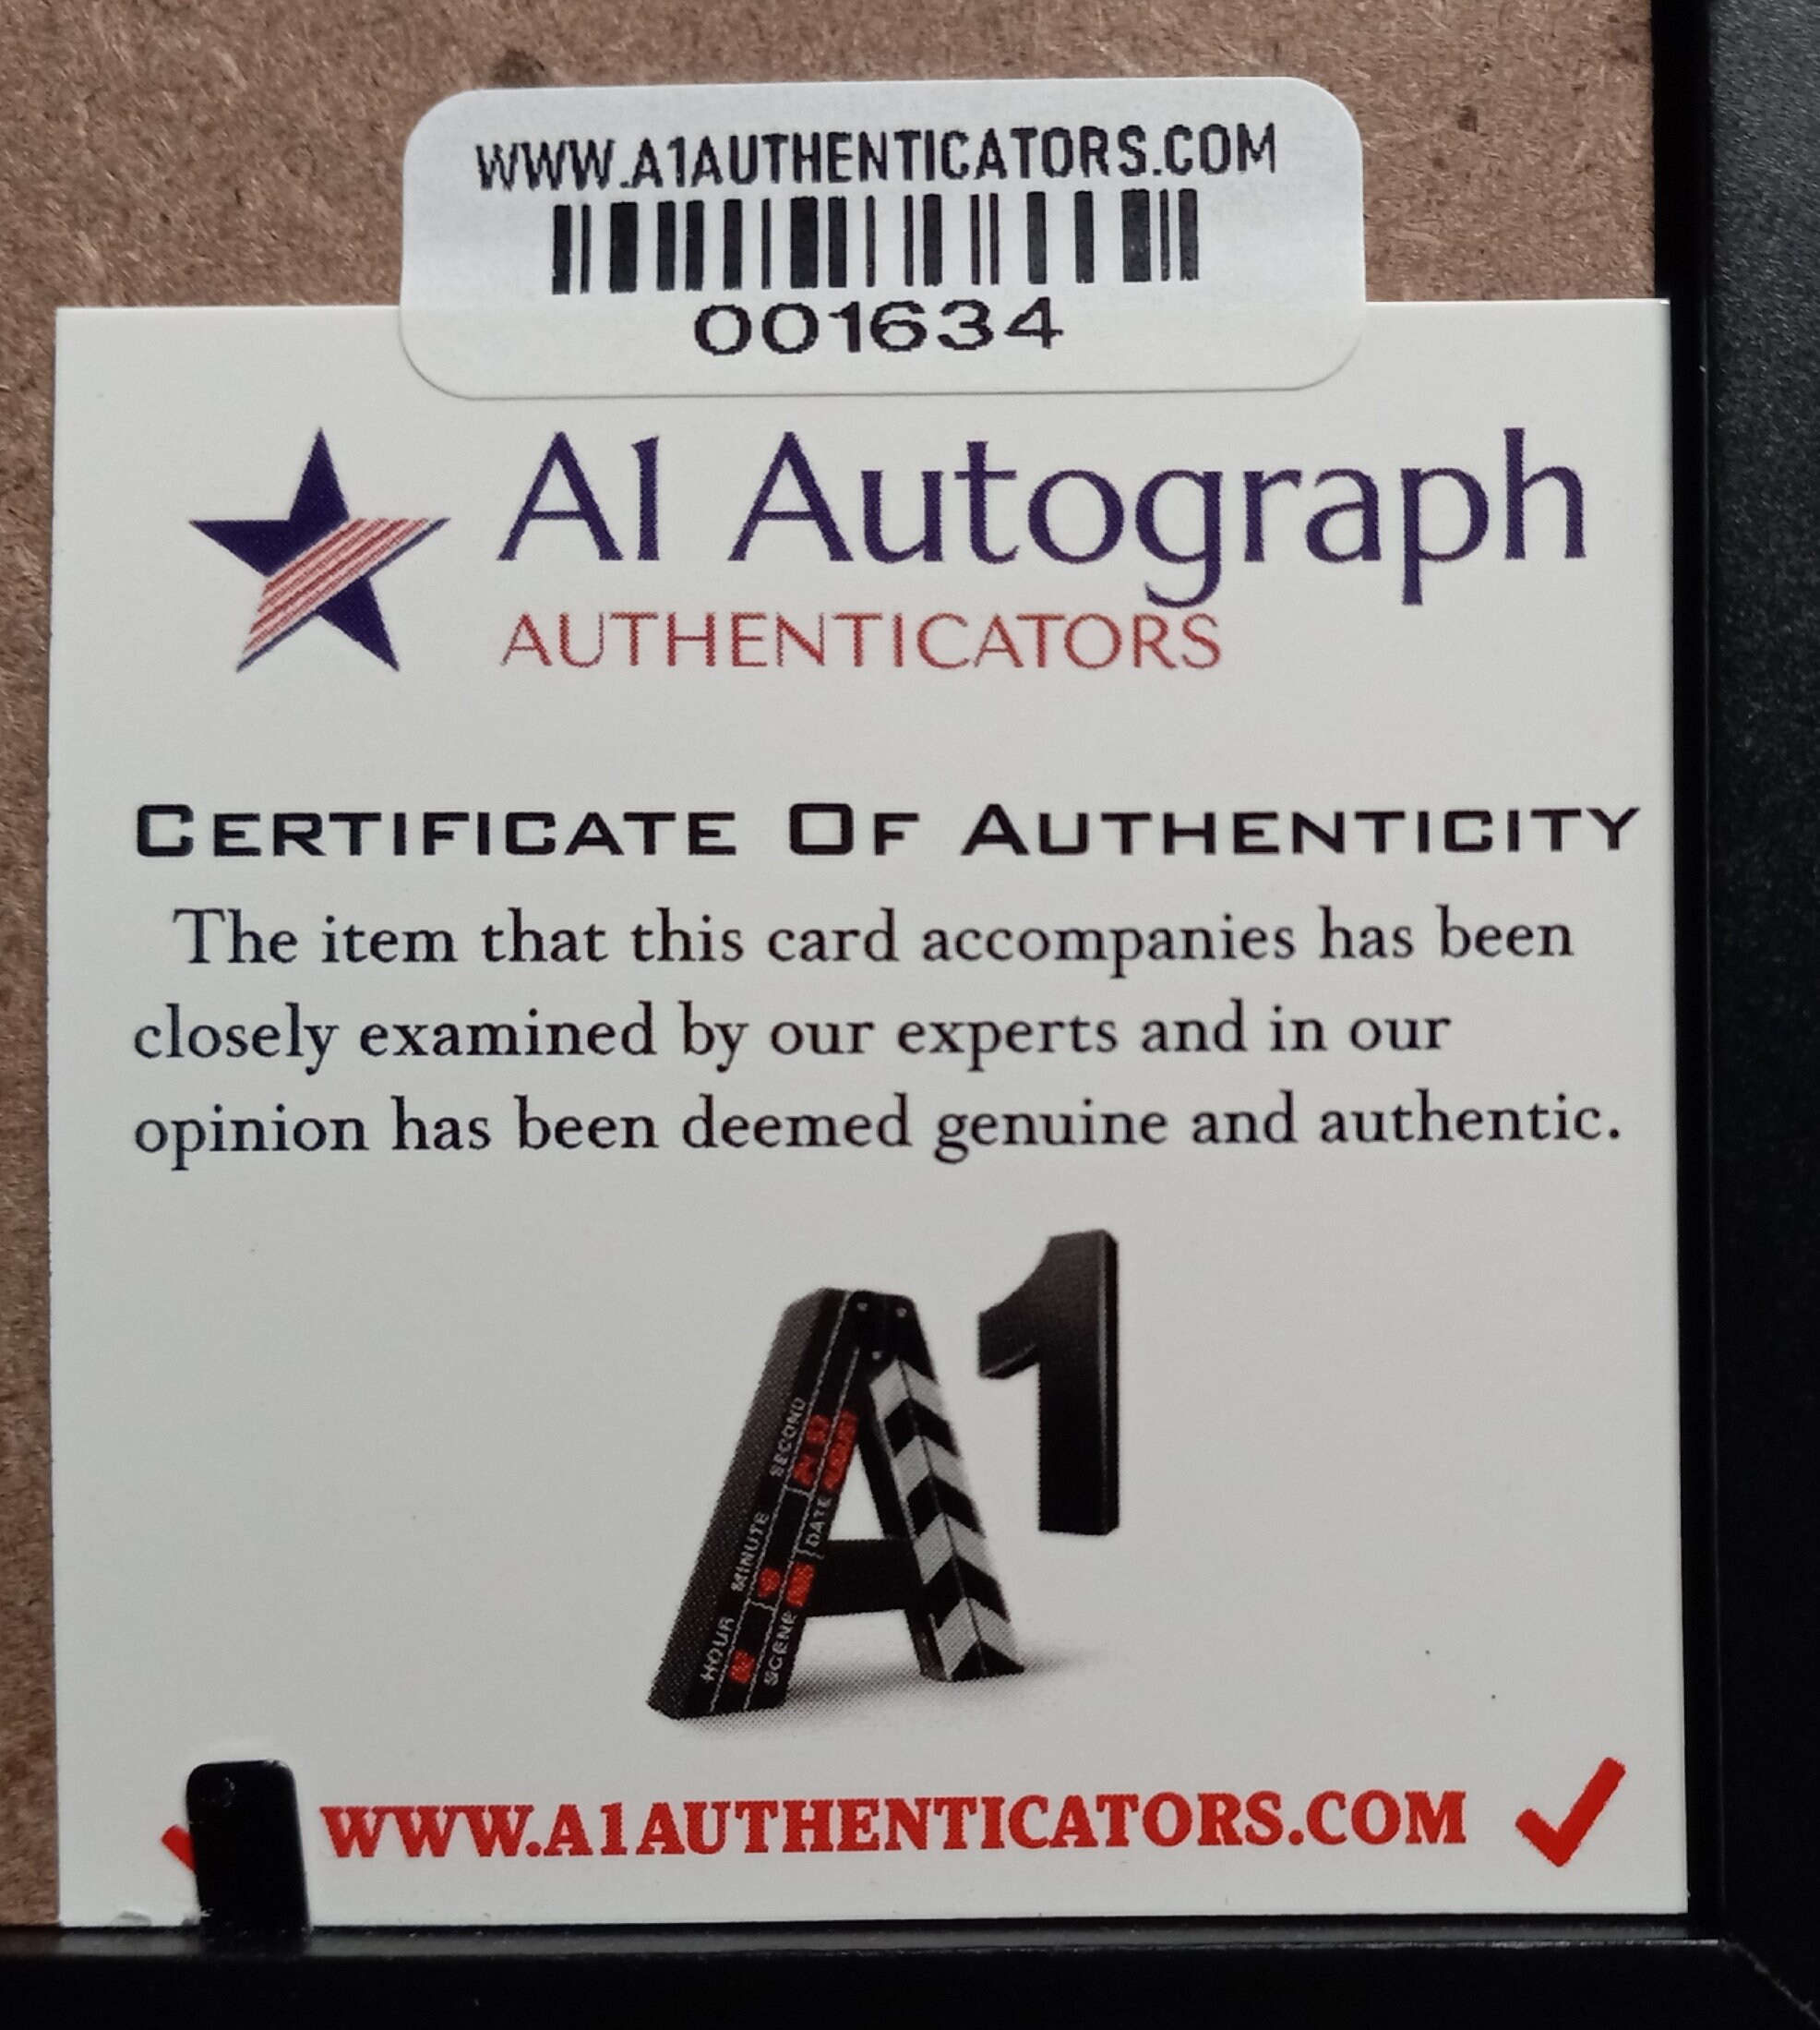 WWW.A1AUTHENTICATORS.COM
001634
A1 Autograph
AUTHENTICATORS
CERTIFICATE OF AUTHENTICITY
The item that this card accompanies has been
closely examined by our experts and in our
opinion has been deemed genuine and authentic.
A1
HOUR MINUTE SECOND
SCENE DATE
WWW.A1AUTHENTICATORS.COM